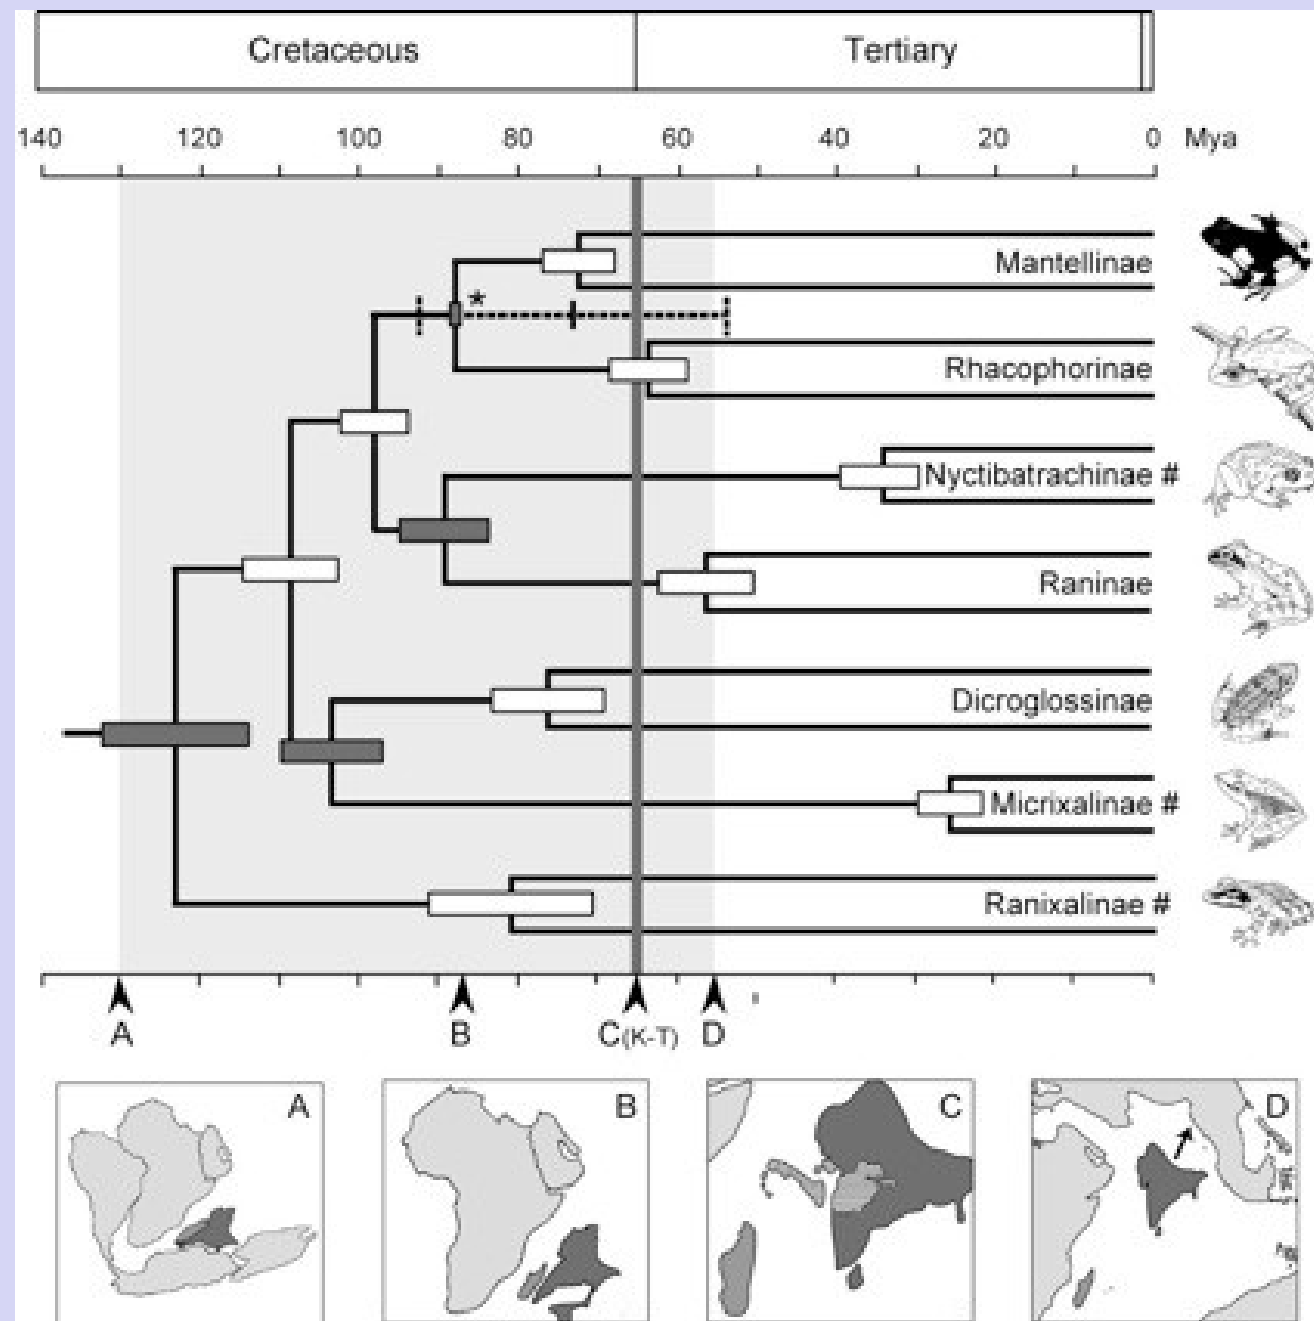 Cretaceous Tertiary
140 120 100 80 60 40 20 0 Mya
Mantellinae
*
Rhacophorinae
Nyctibatrachinae #
Raninae
Dicroglossinae
Micrixalinae #
Ranixalinae #
A B C(K-T) D
A B C D